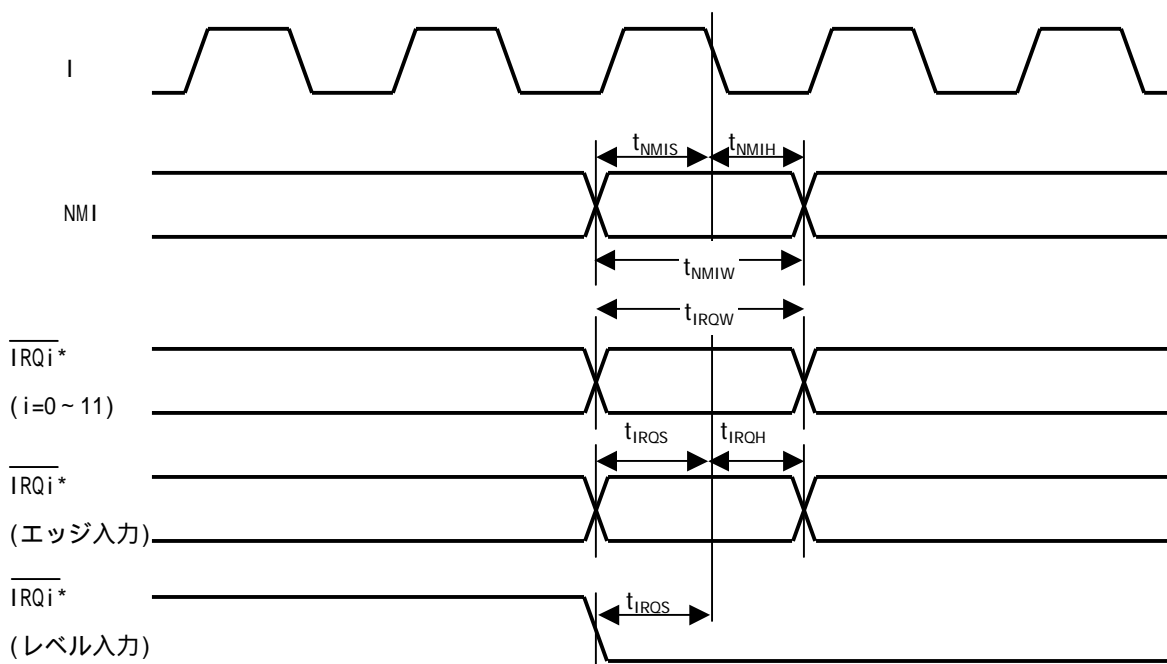 I
tNMIS
tNMIH
NMI
tNMIW
tIRQW
IRQi*
(i=0~11)
tIRQS
tIRQH
IRQi*
(エッジ入力)
IRQi*
tIRQS
(レベル入力)